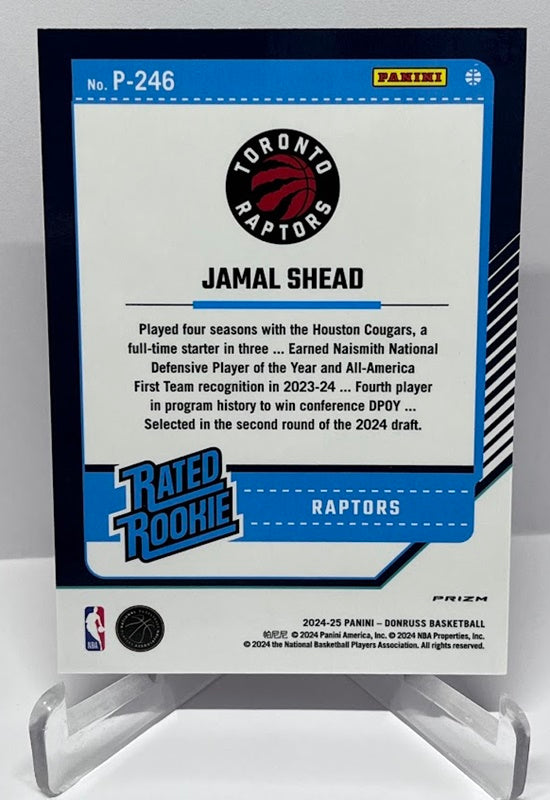 No. P-246
PANINI
TORONTO
RAPTORS
JAMAL SHEAD
Played four seasons with the Houston Cougars, a
full-time starter in three ... Earned Naismith National
Defensive Player of the Year and All-America
First Team recognition in 2023-24 ... Fourth player
in program history to win conference DPOY ...
Selected in the second round of the 2024 draft.
RATED
ROOKIE
RAPTORS
PRIZM
2024-25 PANINI – DONRUSS BASKETBALL
帕尼尼 © 2024 Panini America, Inc. © 2024 NBA Properties, Inc.
© 2024 the National Basketball Players Association. All rights reserved.
NBA